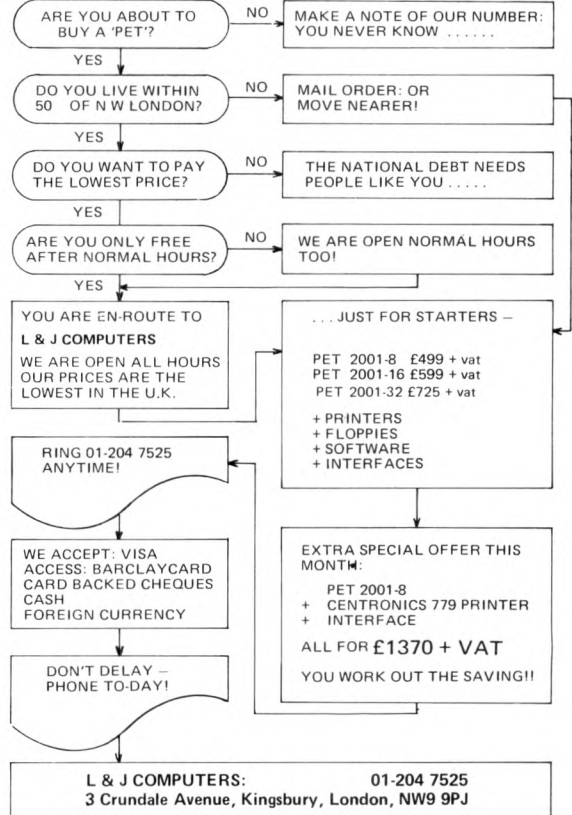 ARE YOU ABOUT TO
BUY A 'PET'?
NO
MAKE A NOTE OF OUR NUMBER:
YOU NEVER KNOW ......
YES
DO YOU LIVE WITHIN
50 OF N W LONDON?
NO
MAIL ORDER: OR
MOVE NEARER!
YES
DO YOU WANT TO PAY
THE LOWEST PRICE?
NO
THE NATIONAL DEBT NEEDS
PEOPLE LIKE YOU .....
YES
ARE YOU ONLY FREE
AFTER NORMAL HOURS?
NO
WE ARE OPEN NORMAL HOURS
TOO!
YES
YOU ARE EN-ROUTE TO
L & J COMPUTERS
WE ARE OPEN ALL HOURS
OUR PRICES ARE THE
LOWEST IN THE U.K.
... JUST FOR STARTERS –
PET 2001-8 £499 + vat
PET 2001-16 £599 + vat
PET 2001-32 £725 + vat
+ PRINTERS
+ FLOPPIES
+ SOFTWARE
+ INTERFACES
RING 01-204 7525
ANYTIME!
WE ACCEPT: VISA
ACCESS: BARCLAYCARD
CARD BACKED CHEQUES
CASH
FOREIGN CURRENCY
EXTRA SPECIAL OFFER THIS
MONTH:
PET 2001-8
+ CENTRONICS 779 PRINTER
+ INTERFACE
ALL FOR £1370 + VAT
YOU WORK OUT THE SAVING!!
DON'T DELAY –
PHONE TO-DAY!
L & J COMPUTERS: 01-204 7525
3 Crundale Avenue, Kingsbury, London, NW9 9PJ